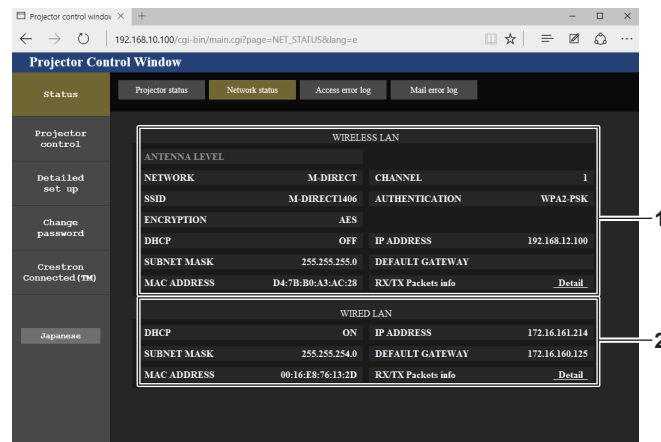 Projector control window
192.168.10.100/cgi-bin/main.cgi?page=NET_STATUS&lang=e
Projector Control Window
Status
Projector status
Network status
Access error log
Mail error log
Projector
control
Detailed
set up
Change
password
Crestron
Connected(TM)
Japanese
WIRELESS LAN
ANTENNA LEVEL
NETWORK M-DIRECT CHANNEL 1
SSID M-DIRECT1406 AUTHENTICATION WPA2-PSK
ENCRYPTION AES
DHCP OFF IP ADDRESS 192.168.12.100
SUBNET MASK 255.255.255.0 DEFAULT GATEWAY
MAC ADDRESS D4:7B:B0:A3:AC:28 RX/TX Packets info Detail
1
WIRED LAN
DHCP ON IP ADDRESS 172.16.161.214
SUBNET MASK 255.255.254.0 DEFAULT GATEWAY 172.16.160.125
MAC ADDRESS 00:16:E8:76:13:2D RX/TX Packets info Detail
2